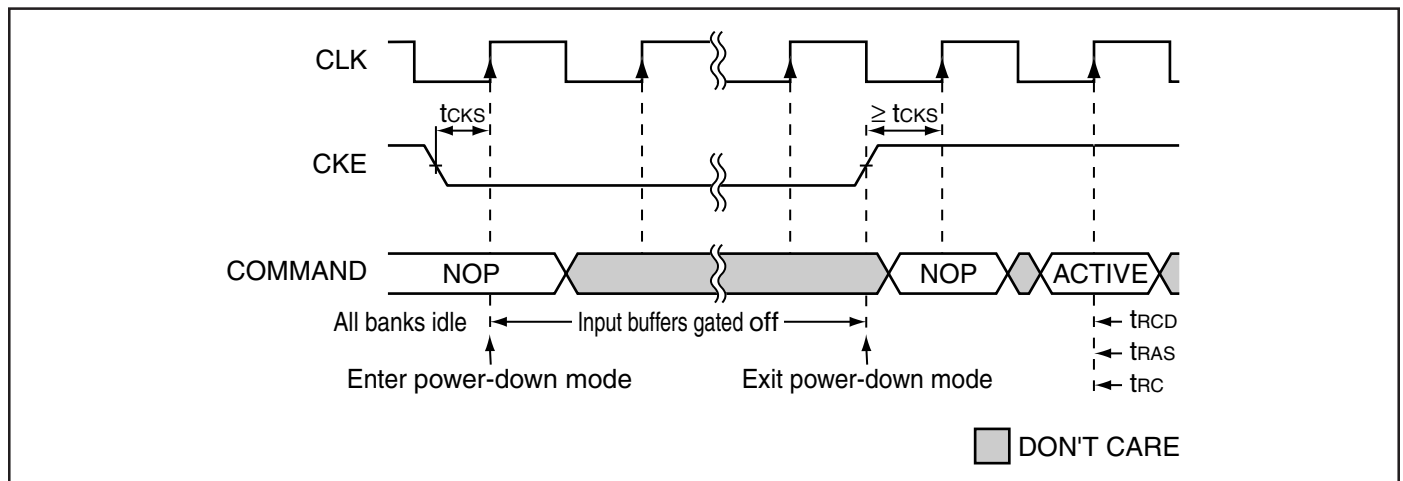 CLK
tCKS
≥ tCKS
CKE
COMMAND
NOP
NOP
ACTIVE
All banks idle
Input buffers gated off
tRCD
tRAS
tRC
Enter power-down mode
Exit power-down mode
DON'T CARE